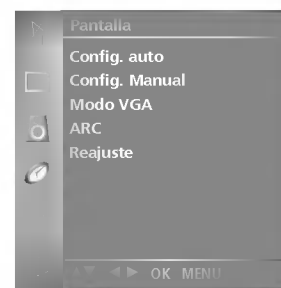 Pantalla
Config. auto
Config. Manual
Modo VGA
ARC
Reajuste
▲▼ ◀ ▶ OK MENU